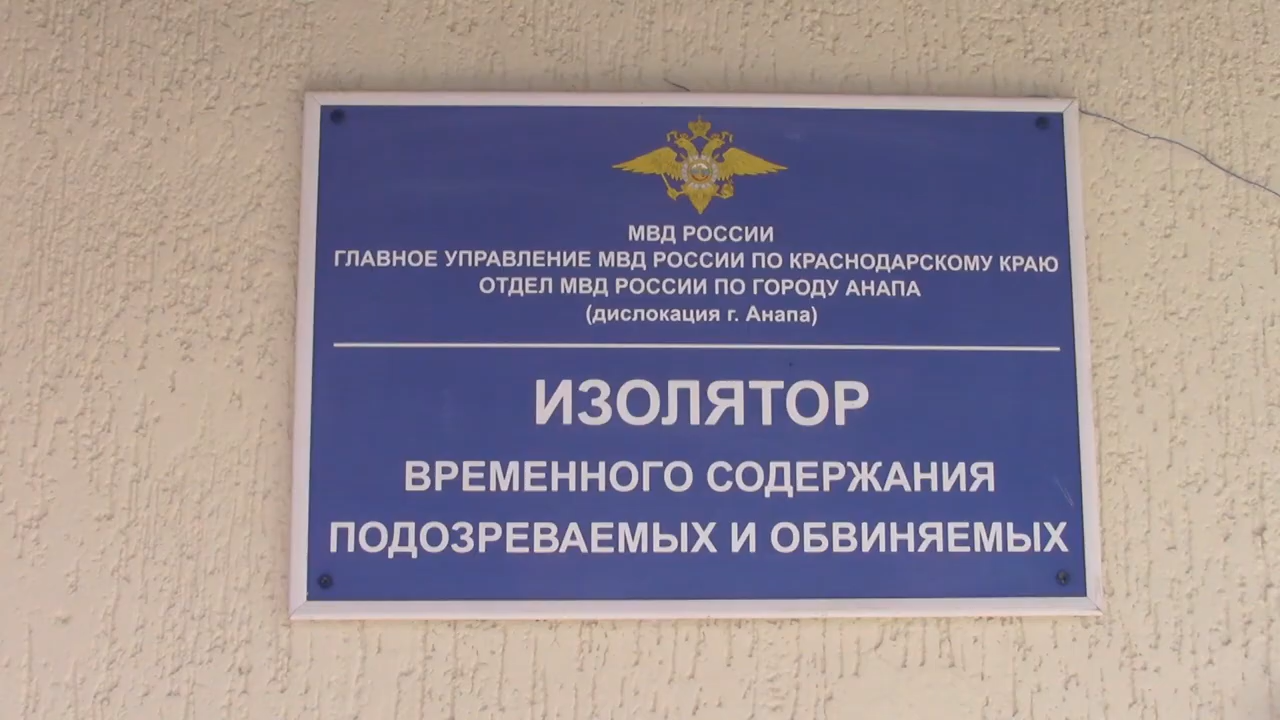 МВД РОССИИ
ГЛАВНОЕ УПРАВЛЕНИЕ МВД РОССИИ ПО КРАСНОДАРСКОМУ КРАЮ
ОТДЕЛ МВД РОССИИ ПО ГОРОДУ АНАПА
(дислокация г. Анапа)
ИЗОЛЯТОР
ВРЕМЕННОГО СОДЕРЖАНИЯ
ПОДОЗРЕВАЕМЫХ И ОБВИНЯЕМЫХ